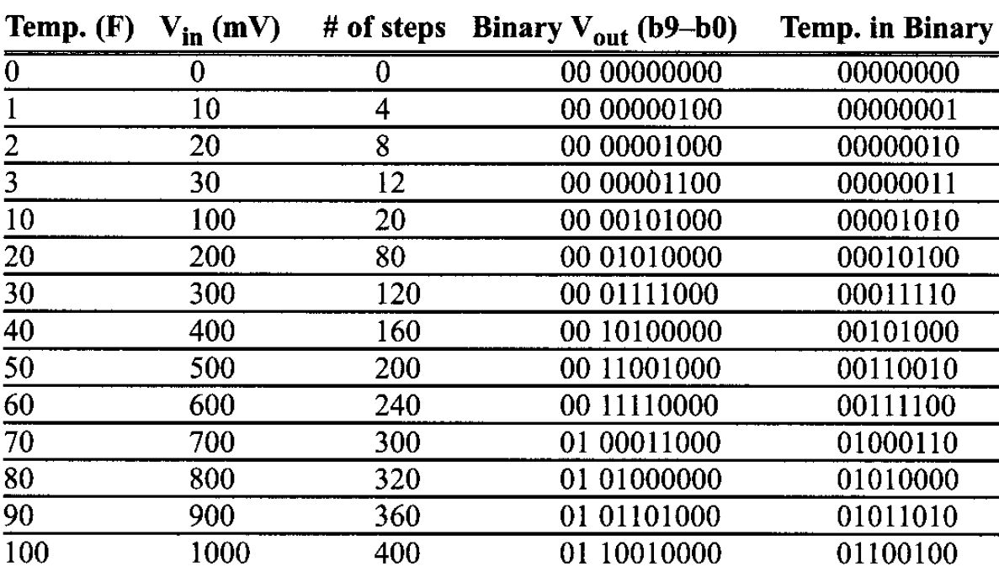 Temp. (F) Vin (mV) # of steps Binary Vout (b9–b0) Temp. in Binary
0 0 0 00 00000000 00000000
1 10 4 00 00000100 00000001
2 20 8 00 00001000 00000010
3 30 12 00 00001100 00000011
10 100 20 00 00101000 00001010
20 200 80 00 01010000 00010100
30 300 120 00 01111000 00011110
40 400 160 00 10100000 00101000
50 500 200 00 11001000 00110010
60 600 240 00 11110000 00111100
70 700 300 01 00011000 01000110
80 800 320 01 01000000 01010000
90 900 360 01 01101000 01011010
100 1000 400 01 10010000 01100100